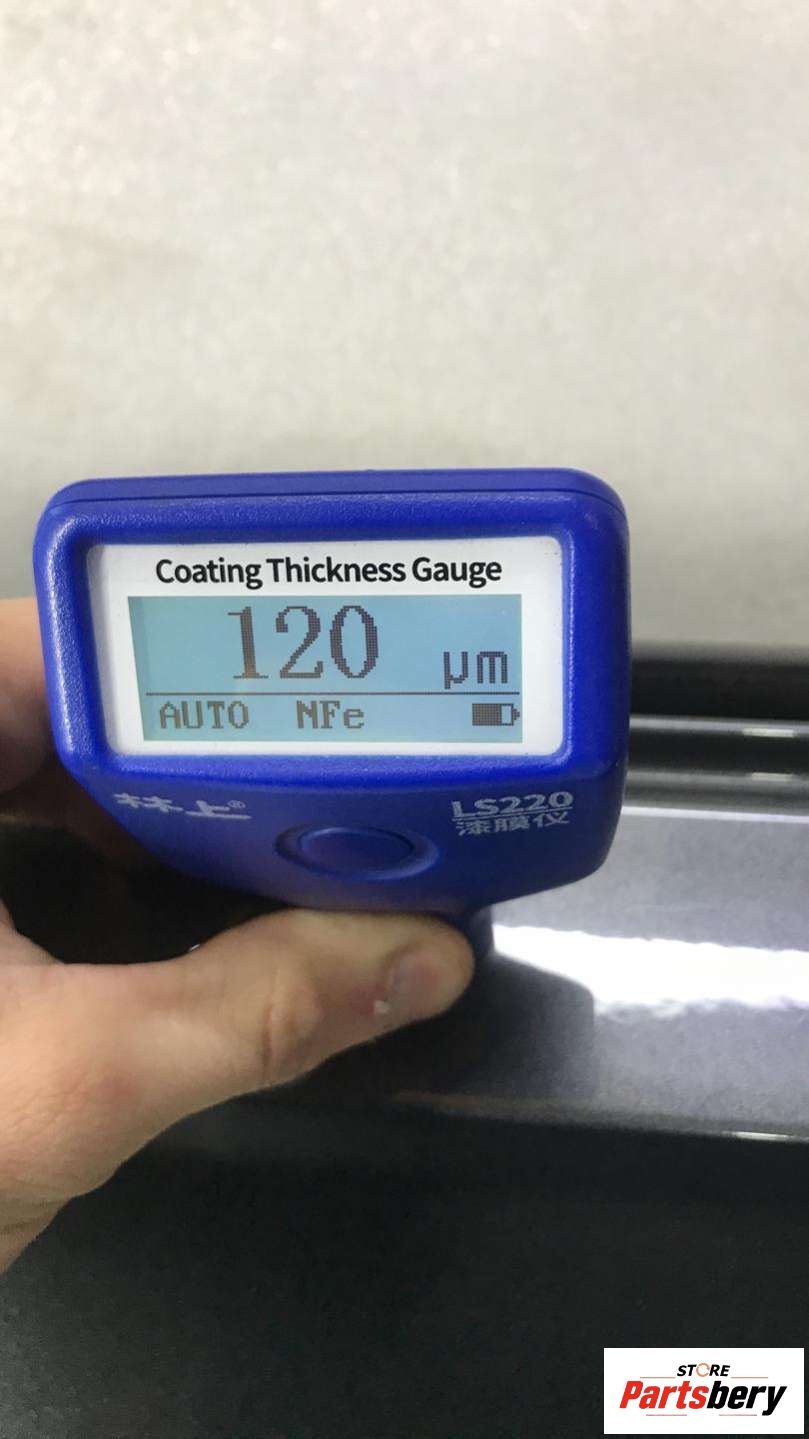 Coating Thickness Gauge
120 μm
AUTO NFe
林上®
LS220
漆膜仪
STORE
Partsbery